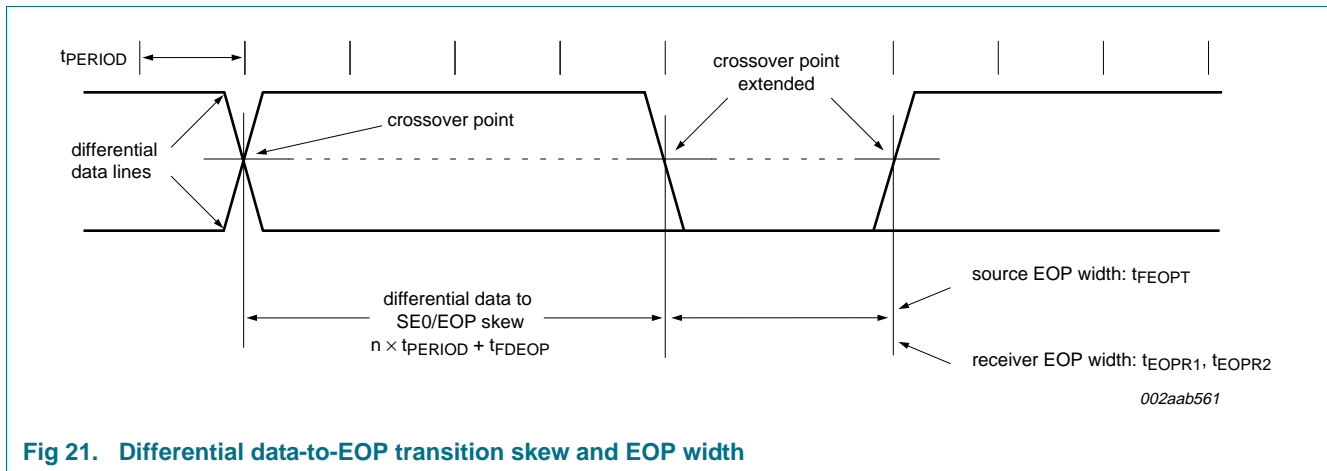 tPERIOD
crossover point
extended
crossover point
differential
data lines
differential data to
SE0/EOP skew
n × tPERIOD + tFDEOP
source EOP width: tFEOPT
receiver EOP width: tEOPR1, tEOPR2
002aab561
Fig 21. Differential data-to-EOP transition skew and EOP width